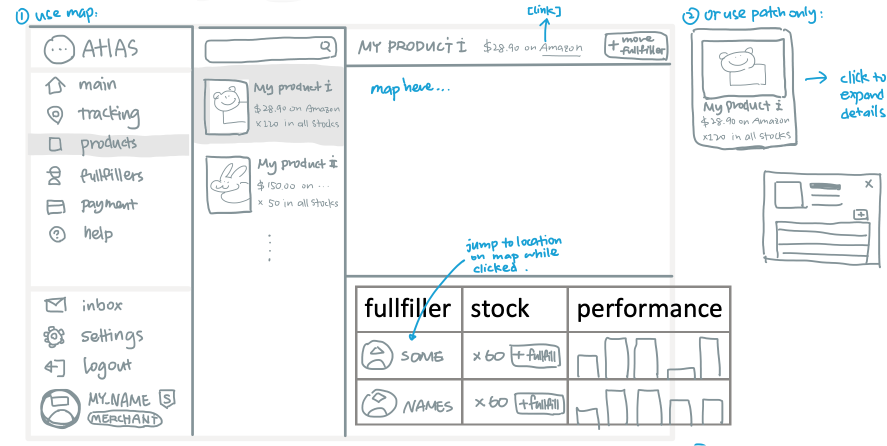 ① use map:
ATLAS
main
tracking
products
fullfillers
payment
help
inbox
settings
logout
MY_NAME S
MERCHANT
My product i
$28.90 on Amazon
x120 in all stocks
My product ii
$150.00 on ...
x 50 in all stocks
[link]
MY PRODUCT I
$28.90 on Amazon
+ move fullfiller
map here...
jump to location
on map while
clicked.
fullfiller stock performance
SOME x60 +fullfill
NAMES x60 +fullfill
② or use patch only:
My product i
$28.90 on Amazon
x120 in all stocks
click to
expand
details
x
+